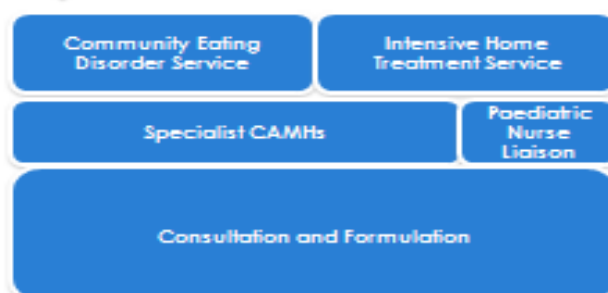 Community Eating
Disorder Service
Intensive Home
Treatment Service
Specialist CAMHs
Paediatric
Nurse
Liaison
Consultation and Formulation